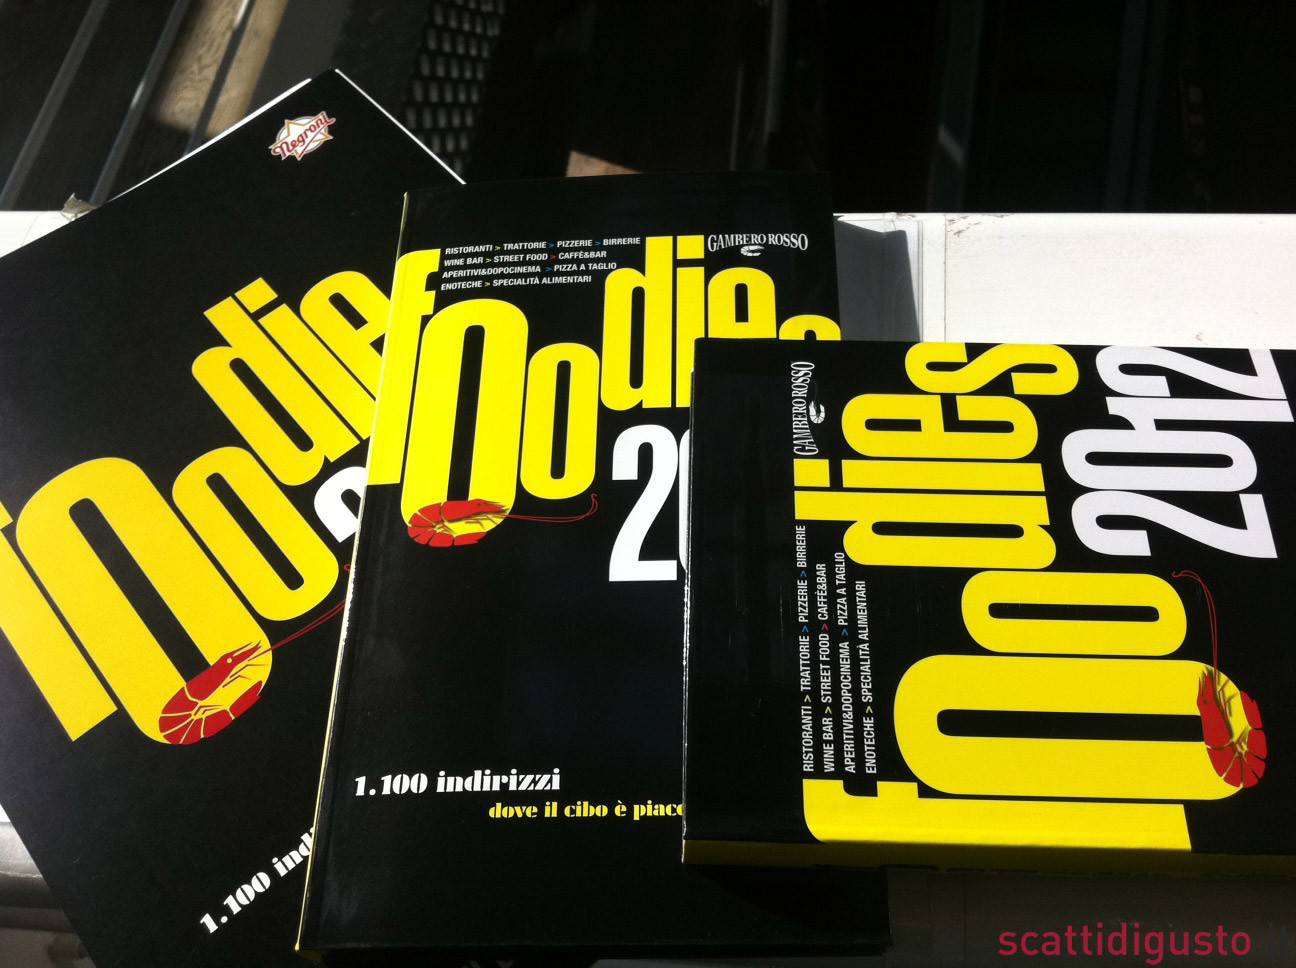 Negroni
foodies
1.100 indi
RISTORANTI > TRATTORIE > PIZZERIE > BIRRERIE
WINE BAR > STREET FOOD > CAFFÈ&BAR
APERITIVI&DOPOCINEMA > PIZZA A TAGLIO
ENOTECHE > SPECIALITÀ ALIMENTARI
GAMBERO ROSSO
foodies
20
1.100 indirizzi
dove il cibo è piac
GAMBERO ROSSO
RISTORANTI > TRATTORIE > PIZZERIE > BIRRERIE
WINE BAR > STREET FOOD > CAFFÈ&BAR
APERITIVI&DOPOCINEMA > PIZZA A TAGLIO
ENOTECHE > SPECIALITÀ ALIMENTARI
foodies
2012
scattidigusto